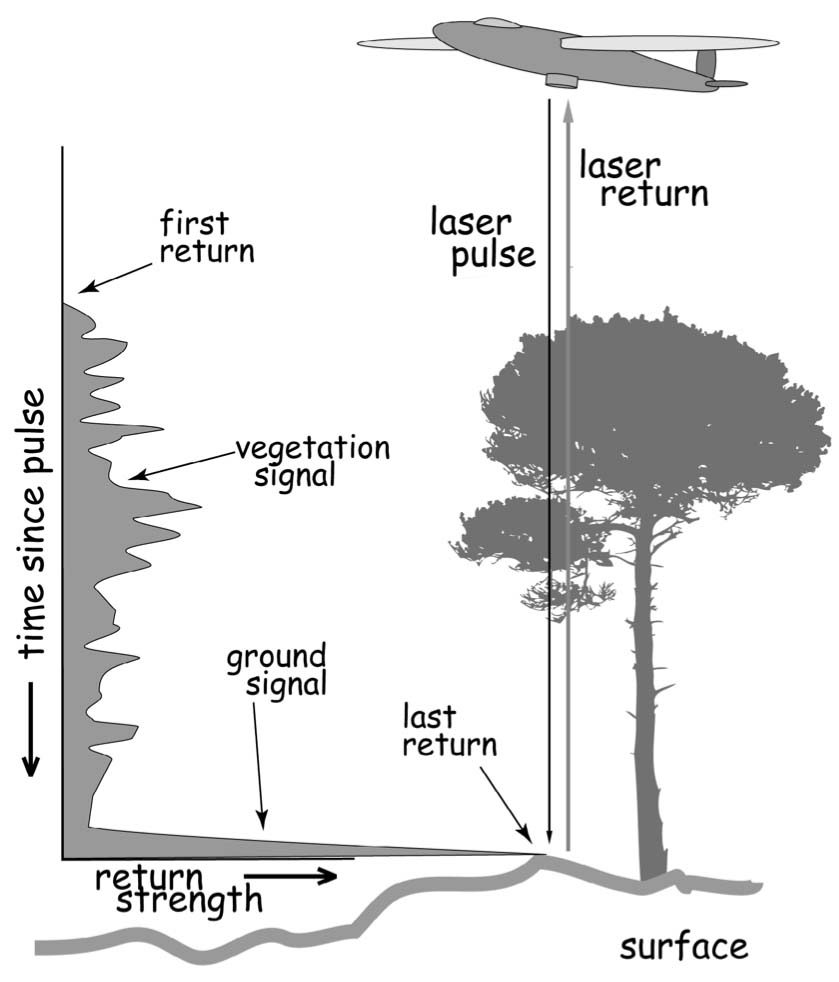 laser
return
laser
pulse
first
return
time since pulse
vegetation
signal
ground
signal
last
return
return
strength
surface